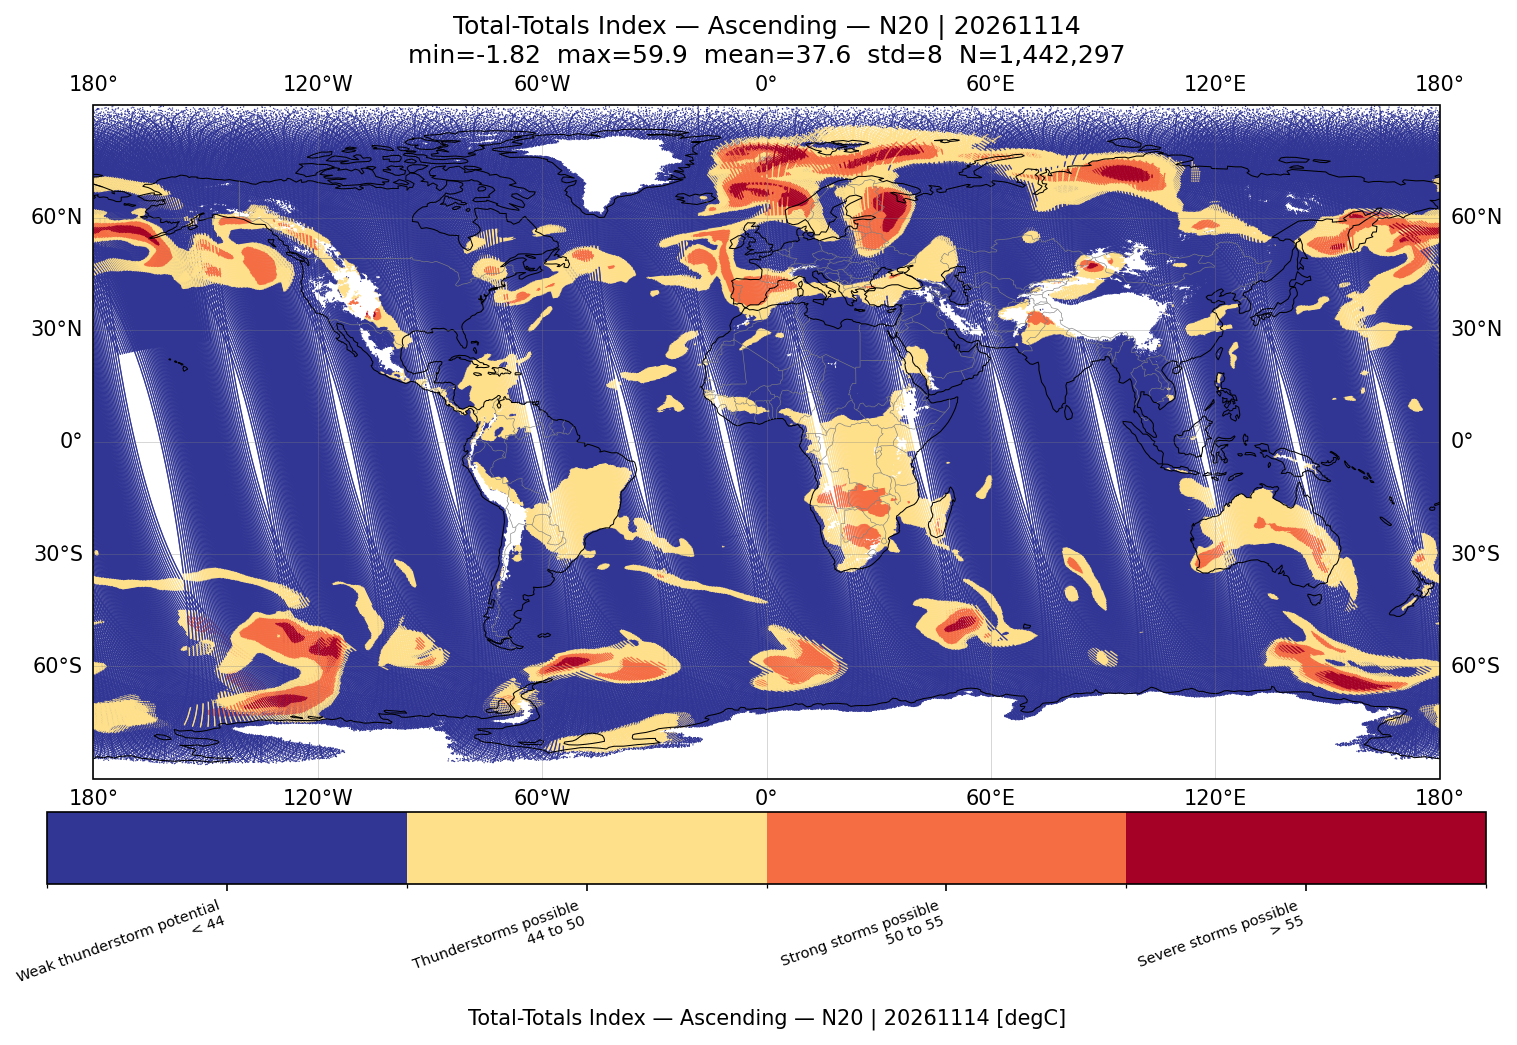 Total-Totals Index — Ascending — N20 | 20261114
min=-1.82  max=59.9  mean=37.6  std=8  N=1,442,297
180° 120°W 60°W 0° 60°E 120°E 180°
60°N 60°N
30°N 30°N
0° 0°
30°S 30°S
60°S 60°S
180° 120°W 60°W 0° 60°E 120°E 180°
Weak thunderstorm potential
< 44
Thunderstorms possible
44 to 50
Strong storms possible
50 to 55
Severe storms possible
> 55
Total-Totals Index — Ascending — N20 | 20261114 [degC]